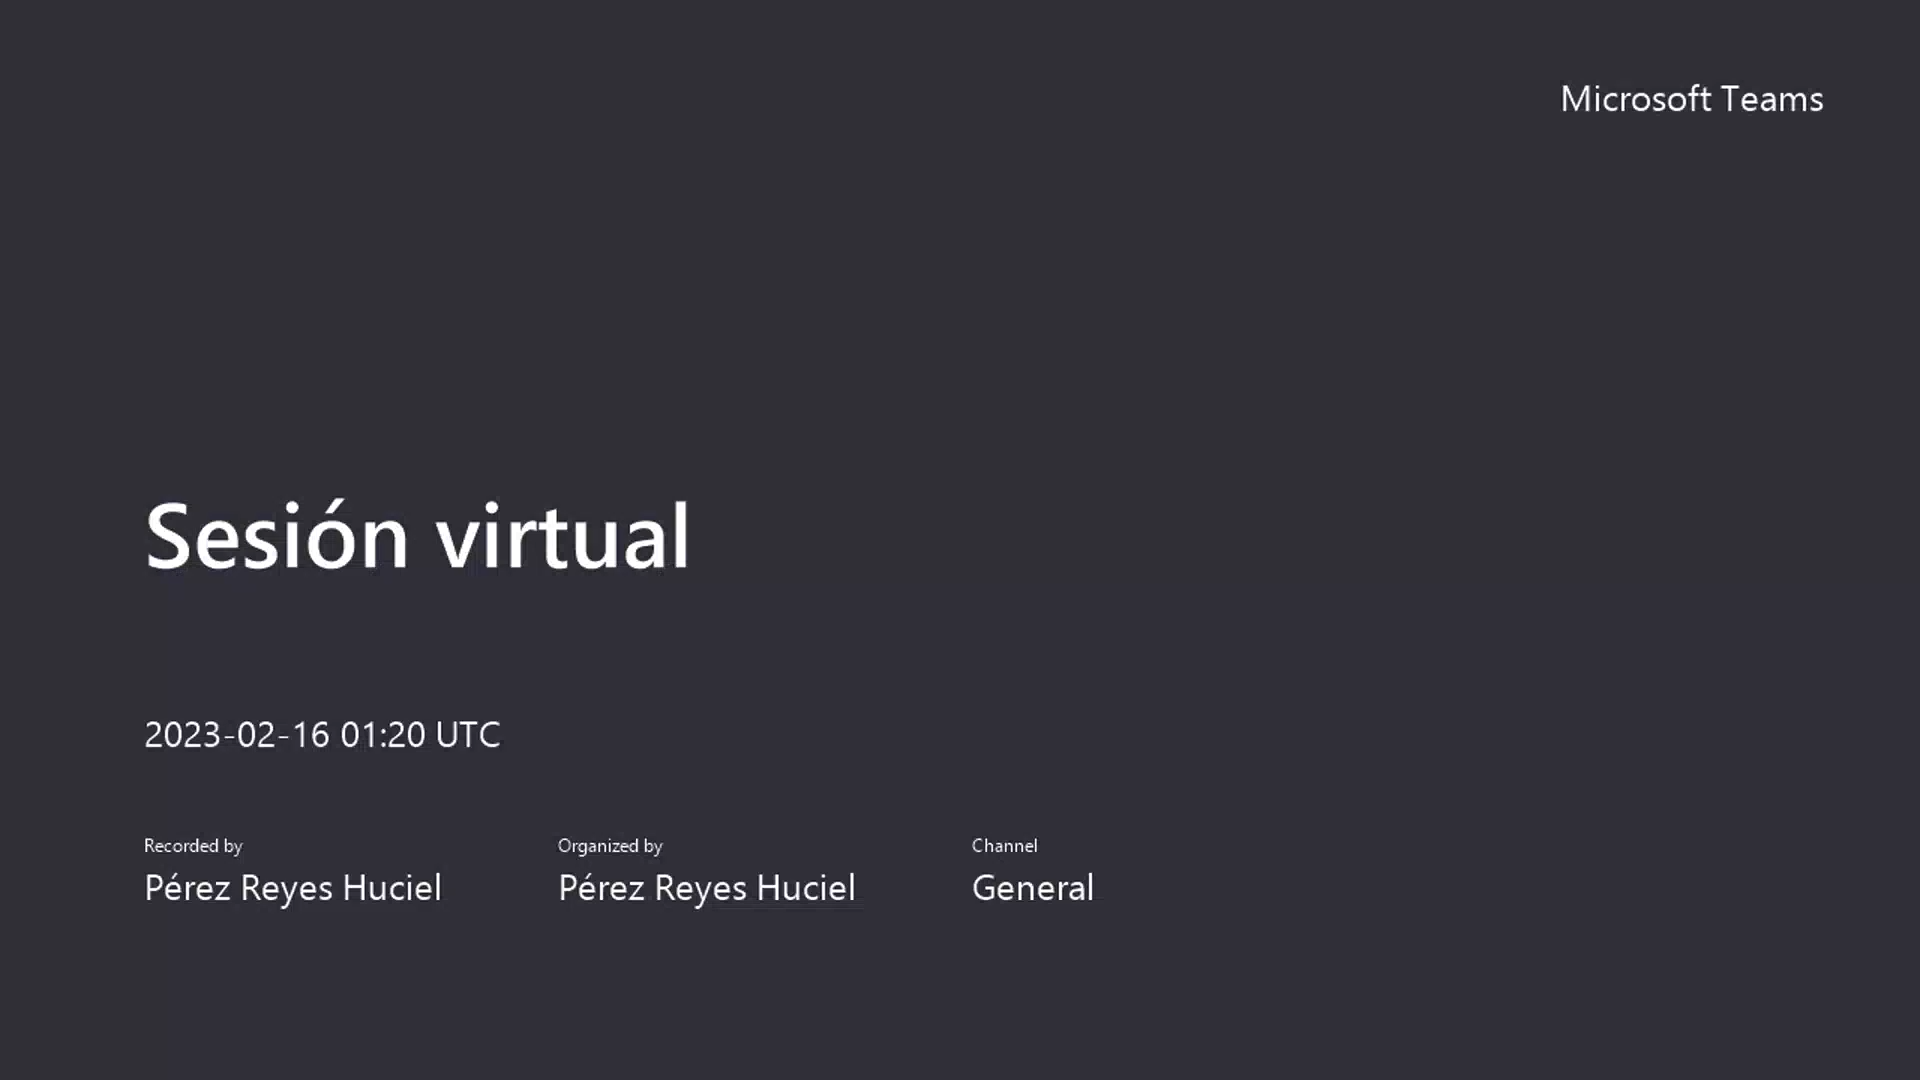 Microsoft Teams
Sesión virtual
2023-02-16 01:20 UTC
Recorded by
Pérez Reyes Huciel
Organized by
Pérez Reyes Huciel
Channel
General